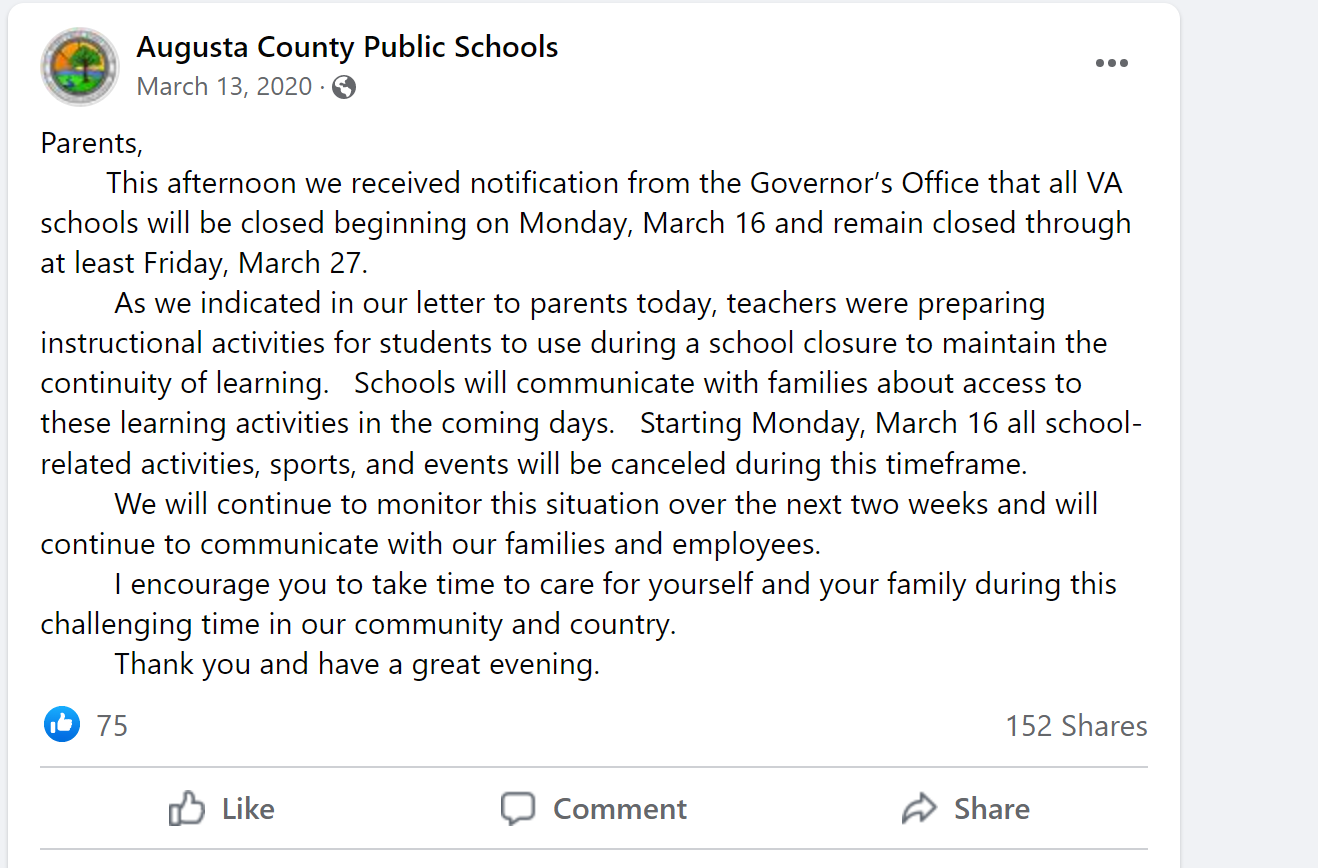 Augusta County Public Schools
March 13, 2020 ·
Parents,
This afternoon we received notification from the Governor’s Office that all VA
schools will be closed beginning on Monday, March 16 and remain closed through
at least Friday, March 27.
As we indicated in our letter to parents today, teachers were preparing
instructional activities for students to use during a school closure to maintain the
continuity of learning.   Schools will communicate with families about access to
these learning activities in the coming days.   Starting Monday, March 16 all school-
related activities, sports, and events will be canceled during this timeframe.
We will continue to monitor this situation over the next two weeks and will
continue to communicate with our families and employees.
I encourage you to take time to care for yourself and your family during this
challenging time in our community and country.
Thank you and have a great evening.
75 152 Shares
Like Comment Share